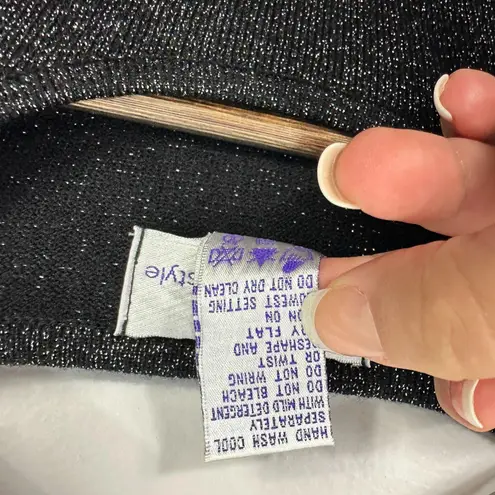 style
HAND WASH COOL
SEPARATELY
WITH MILD DETERGENT
DO NOT BLEACH
DO NOT WRING
OR TWIST
RESHAPE AND
DRY FLAT
ON
LOWEST SETTING
DO NOT DRY CLEAN